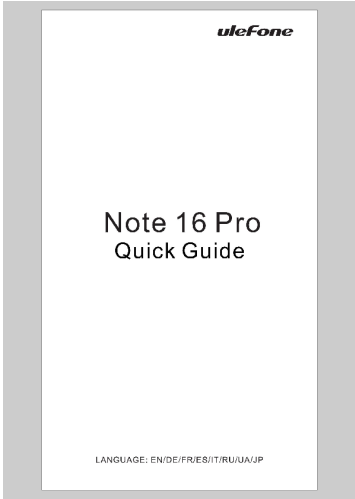 uleFone
Note 16 Pro
Quick Guide
LANGUAGE: EN/DE/FR/ES/IT/RU/UA/JP